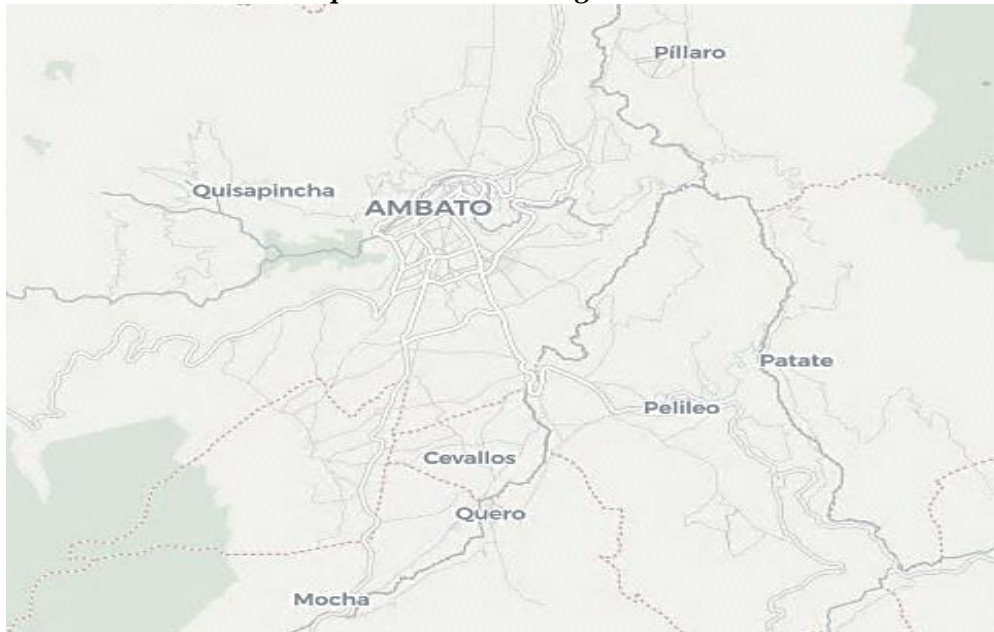 Píllaro
Quisapincha
AMBATO
Patate
Pelileo
Cevallos
Quero
Mocha